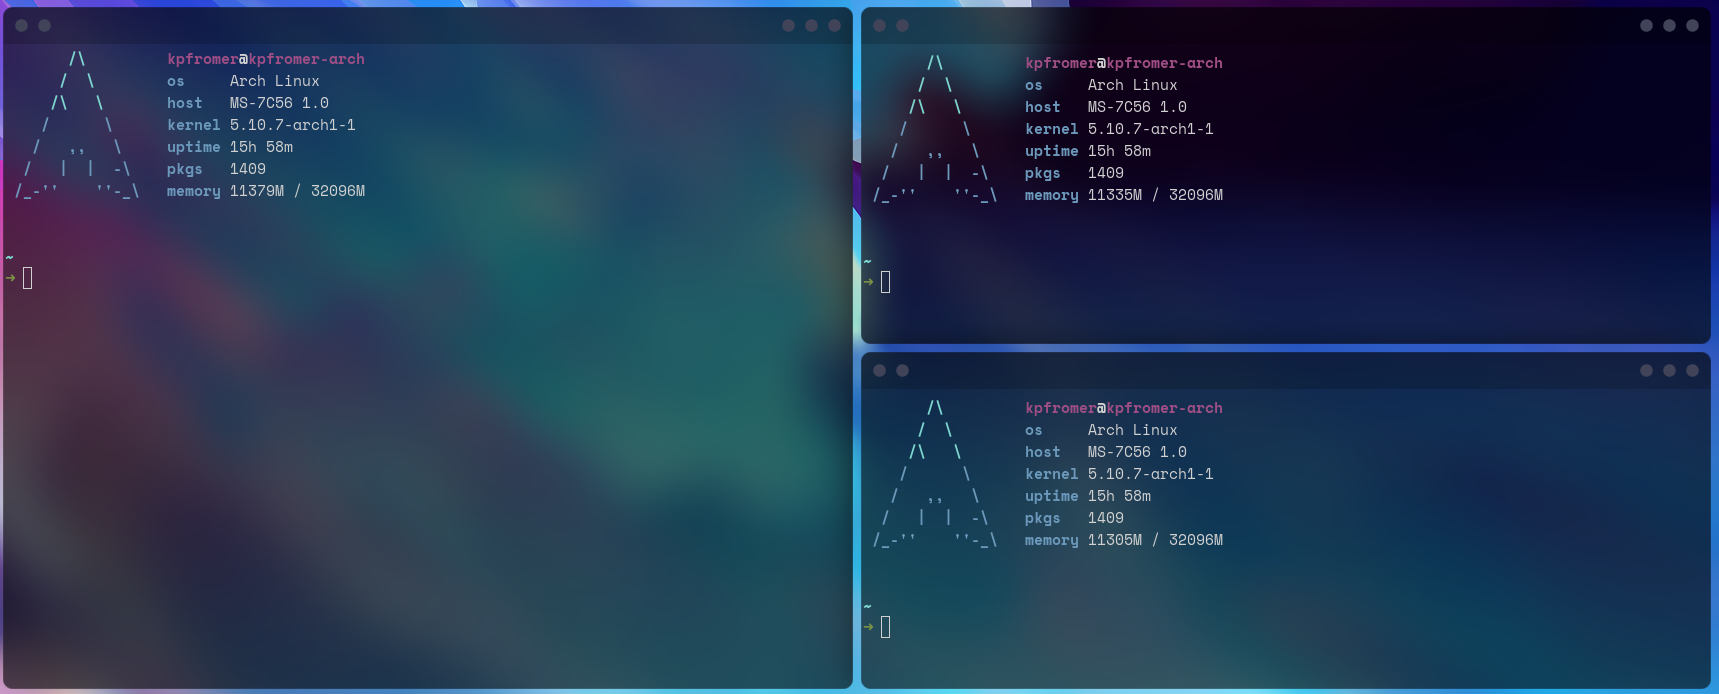 kpfromer@kpfromer-arch
os Arch Linux
host MS-7C56 1.0
kernel 5.10.7-arch1-1
uptime 15h 58m
pkgs 1409
memory 11379M / 32096M
~
➜
kpfromer@kpfromer-arch
os Arch Linux
host MS-7C56 1.0
kernel 5.10.7-arch1-1
uptime 15h 58m
pkgs 1409
memory 11335M / 32096M
~
➜
kpfromer@kpfromer-arch
os Arch Linux
host MS-7C56 1.0
kernel 5.10.7-arch1-1
uptime 15h 58m
pkgs 1409
memory 11305M / 32096M
~
➜